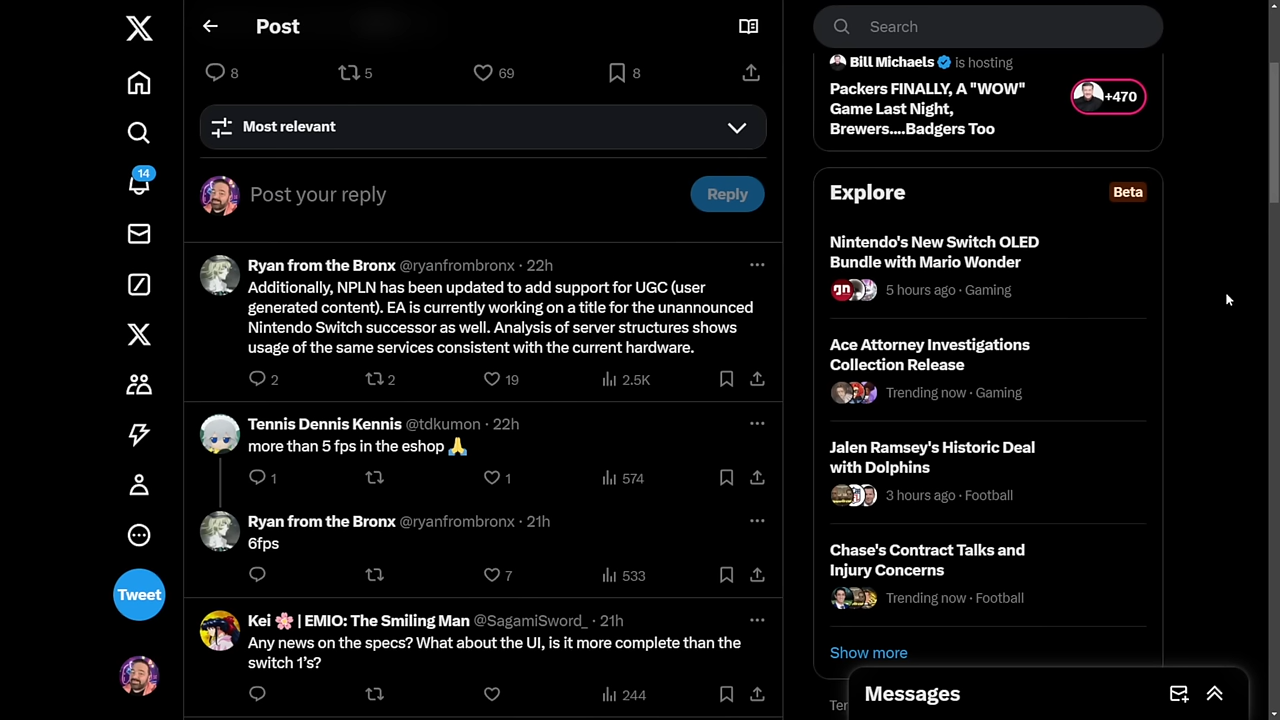 Post
8
5
69
8
Most relevant
Post your reply
Reply
14
Tweet
Ryan from the Bronx @ryanfrombronx · 22h
Additionally, NPLN has been updated to add support for UGC (user
generated content). EA is currently working on a title for the unannounced
Nintendo Switch successor as well. Analysis of server structures shows
usage of the same services consistent with the current hardware.
2
2
19
2.5K
Tennis Dennis Kennis @tdkumon · 22h
more than 5 fps in the eshop 🙏
1
1
574
Ryan from the Bronx @ryanfrombronx · 21h
6fps
7
533
Kei 🌸 | EMIO: The Smiling Man @SagamiSword_ · 21h
Any news on the specs? What about the UI, is it more complete than the
switch 1's?
244
Search
Bill Michaels is hosting
Packers FINALLY, A "WOW"
Game Last Night,
Brewers....Badgers Too
+470
Explore
Beta
Nintendo's New Switch OLED
Bundle with Mario Wonder
5 hours ago · Gaming
Ace Attorney Investigations
Collection Release
Trending now · Gaming
Jalen Ramsey's Historic Deal
with Dolphins
3 hours ago · Football
Chase's Contract Talks and
Injury Concerns
Trending now · Football
Show more
Messages